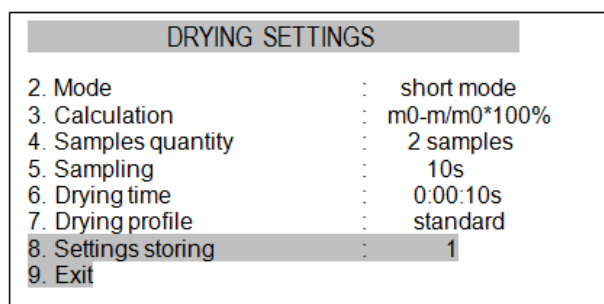 DRYING SETTINGS
2. Mode : short mode
3. Calculation : m0-m/m0*100%
4. Samples quantity : 2 samples
5. Sampling : 10s
6. Drying time : 0:00:10s
7. Drying profile : standard
8. Settings storing : 1
9. Exit